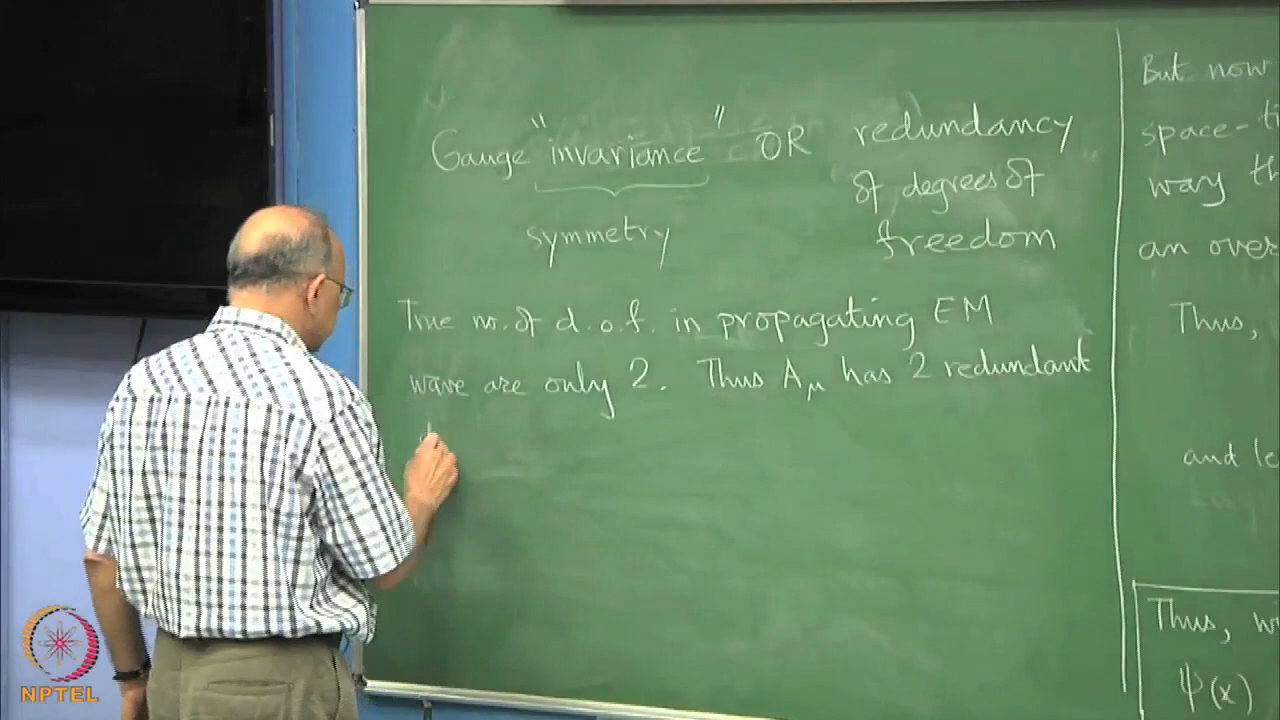 Gauge "invariance" OR redundancy
of degrees of
symmetry freedom
True no. of d.o.f. in propagating EM
wave are only 2. Thus Aμ has 2 redundant
But now
space-ti
way th
an over
Thus,
and le
Thus, w
ψ(x)
NPTEL